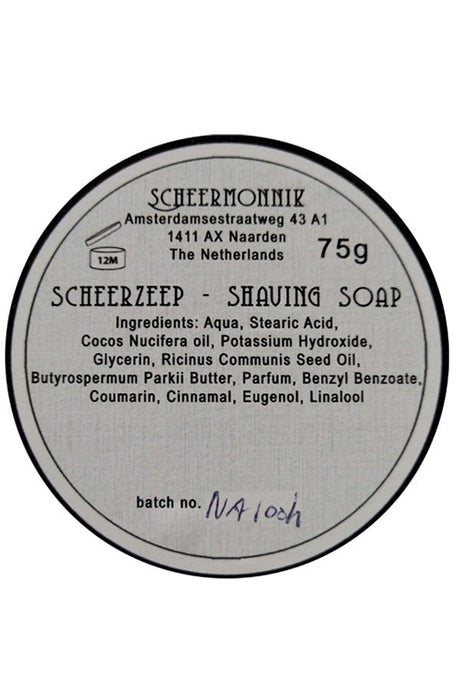 SCHEERMONNIK
Amsterdamsestraatweg 43 A1
1411 AX Naarden
The Netherlands
75g
12M
SCHEERZEEP - SHAVING SOAP
Ingredients: Aqua, Stearic Acid,
Cocos Nucifera oil, Potassium Hydroxide,
Glycerin, Ricinus Communis Seed Oil,
Butyrospermum Parkii Butter, Parfum, Benzyl Benzoate,
Coumarin, Cinnamal, Eugenol, Linalool
batch no.